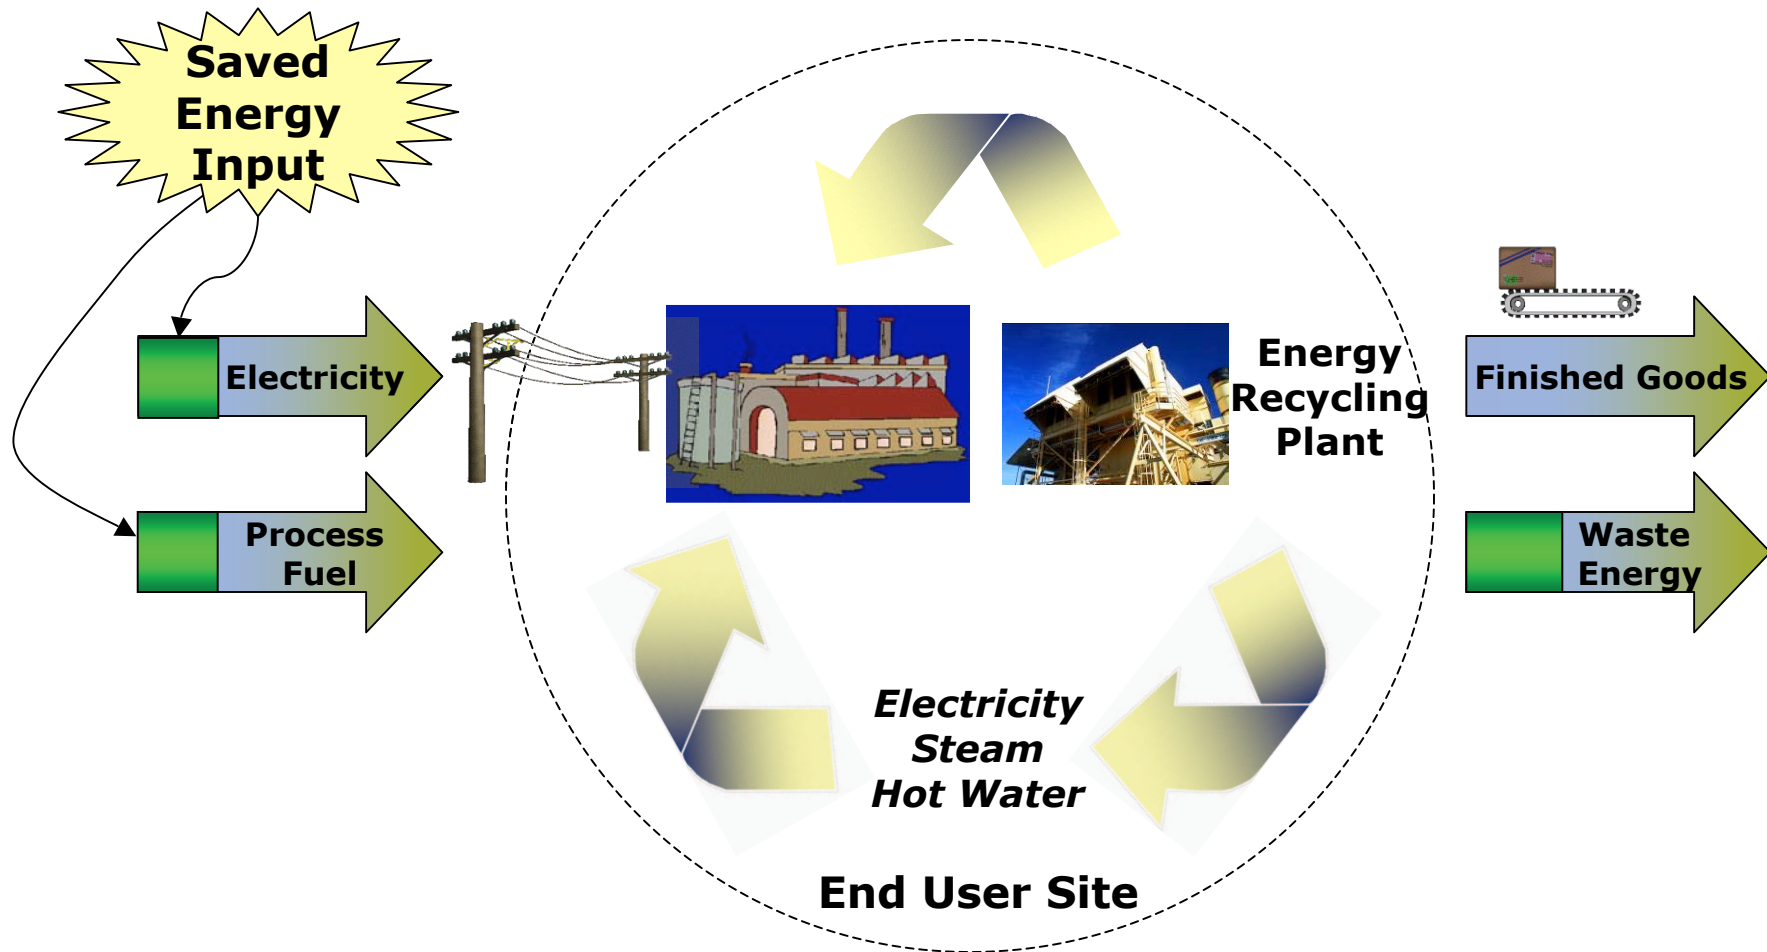 Saved
Energy
Input
Electricity
Process
Fuel
Energy
Recycling
Plant
Finished Goods
Waste
Energy
Electricity
Steam
Hot Water
End User Site